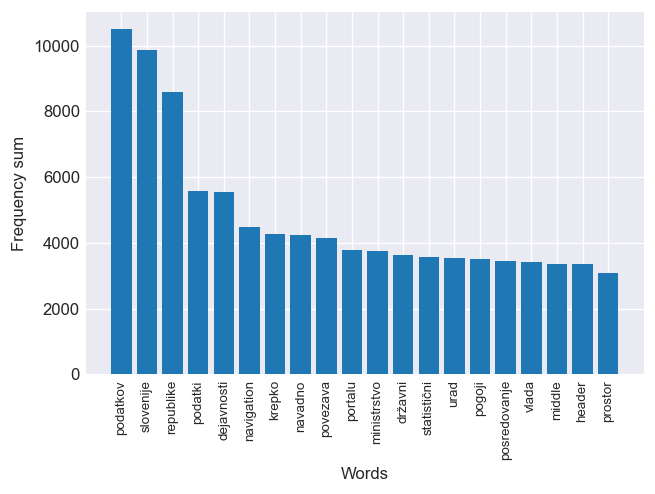 Frequency sum
10000
8000
6000
4000
2000
0
podatkov
slovenije
republike
podatki
dejavnosti
navigation
krepko
navadno
povezava
portalu
ministrstvo
državni
statistični
urad
pogoji
posredovanje
vlada
middle
header
prostor
Words